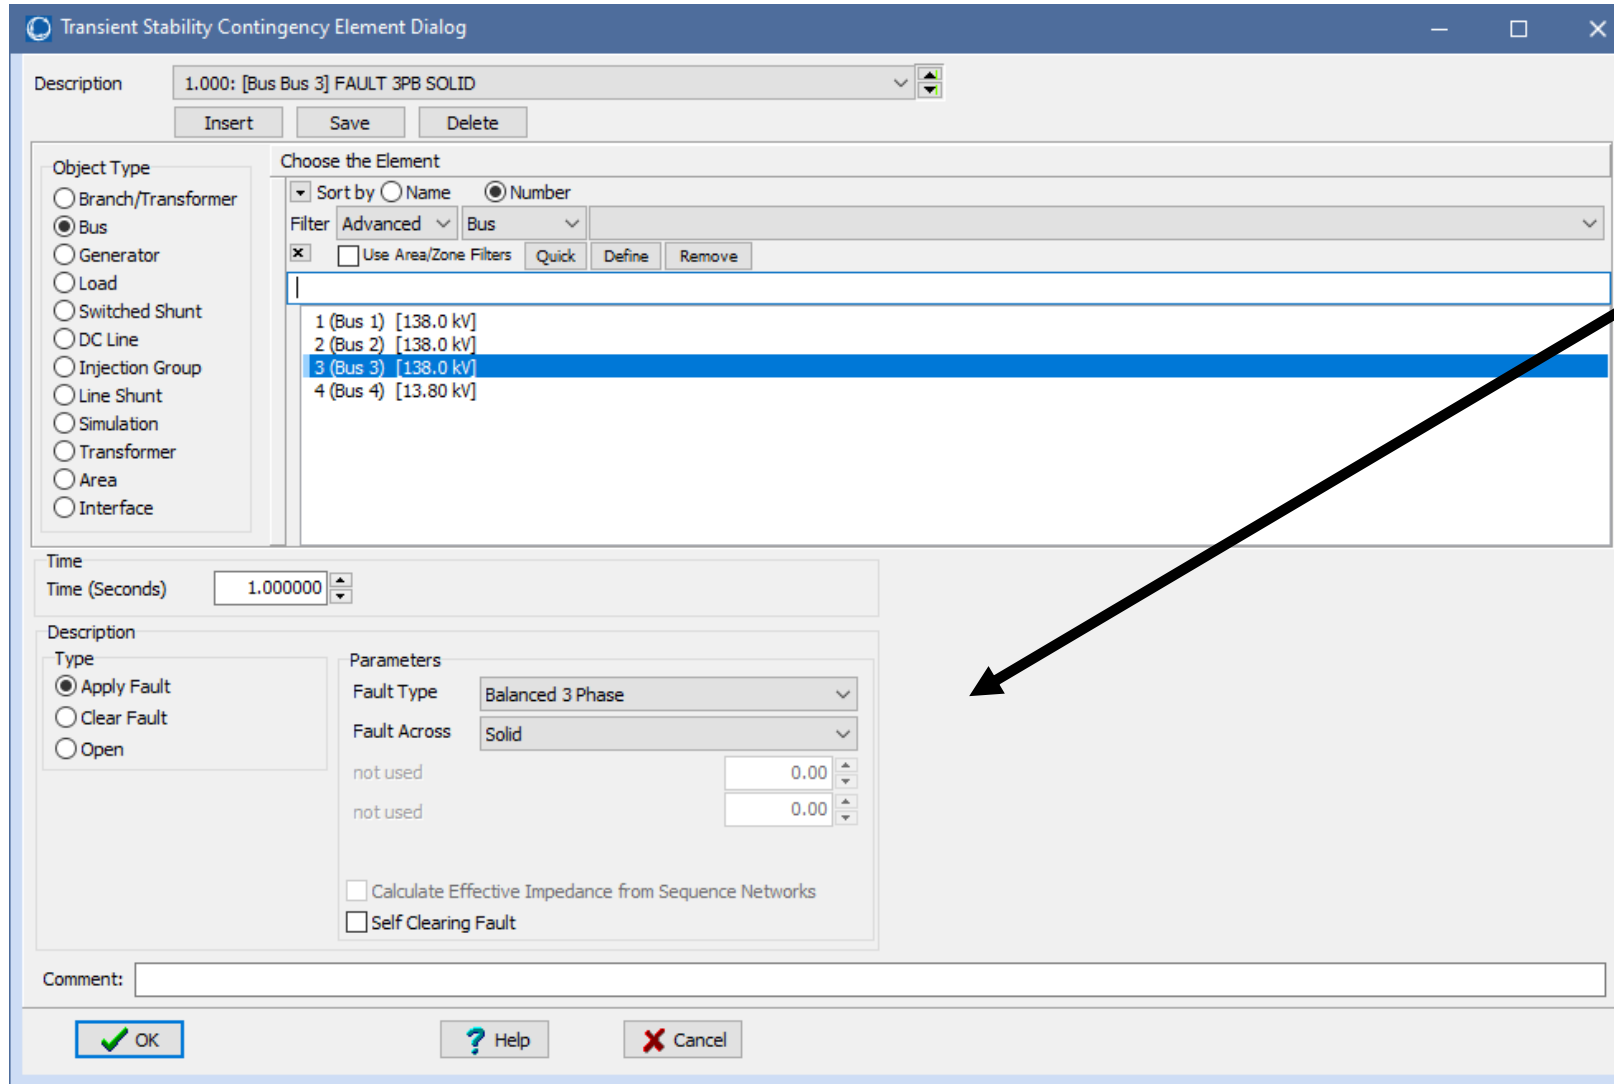 Transient Stability Contingency Element Dialog
Description 1.000: [Bus Bus 3] FAULT 3PB SOLID
Insert Save Delete
Object Type
Branch/Transformer
Bus
Generator
Load
Switched Shunt
DC Line
Injection Group
Line Shunt
Simulation
Transformer
Area
Interface
Choose the Element
Sort by Name Number
Filter Advanced Bus
Use Area/Zone Filters Quick Define Remove
1 (Bus 1) [138.0 kV]
2 (Bus 2) [138.0 kV]
3 (Bus 3) [138.0 kV]
4 (Bus 4) [13.80 kV]
Time
Time (Seconds) 1.000000
Description
Type
Apply Fault
Clear Fault
Open
Parameters
Fault Type Balanced 3 Phase
Fault Across Solid
not used 0.00
not used 0.00
Calculate Effective Impedance from Sequence Networks
Self Clearing Fault
Comment:
OK Help Cancel